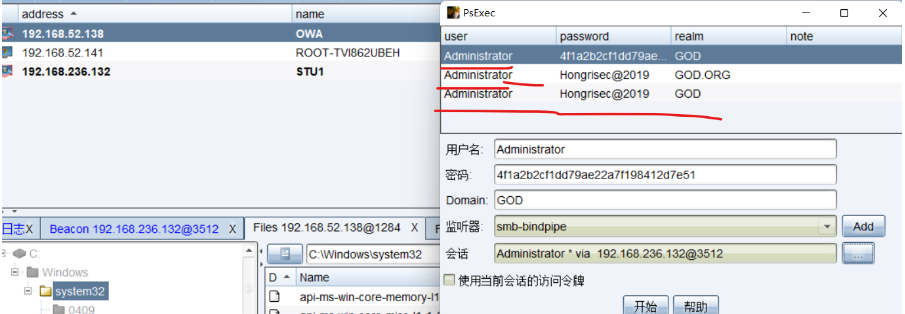 address name
192.168.52.138 OWA
192.168.52.141 ROOT-TVI862UBEH
192.168.236.132 STU1
日志X Beacon 192.168.236.132@3512 X Files 192.168.52.138@1284 X
C:
Windows
system32
0409
C:\Windows\system32
D Name
api-ms-win-core-memory-l1
PsExec
user password realm note
Administrator 4f1a2b2cf1dd79ae... GOD
Administrator Hongrisec@2019 GOD.ORG
Administrator Hongrisec@2019 GOD
用户名: Administrator
密码: 4f1a2b2cf1dd79ae22a7f198412d7e51
Domain: GOD
监听器: smb-bindpipe Add
会话 Administrator * via 192.168.236.132@3512 ...
使用当前会话的访问令牌
开始 帮助